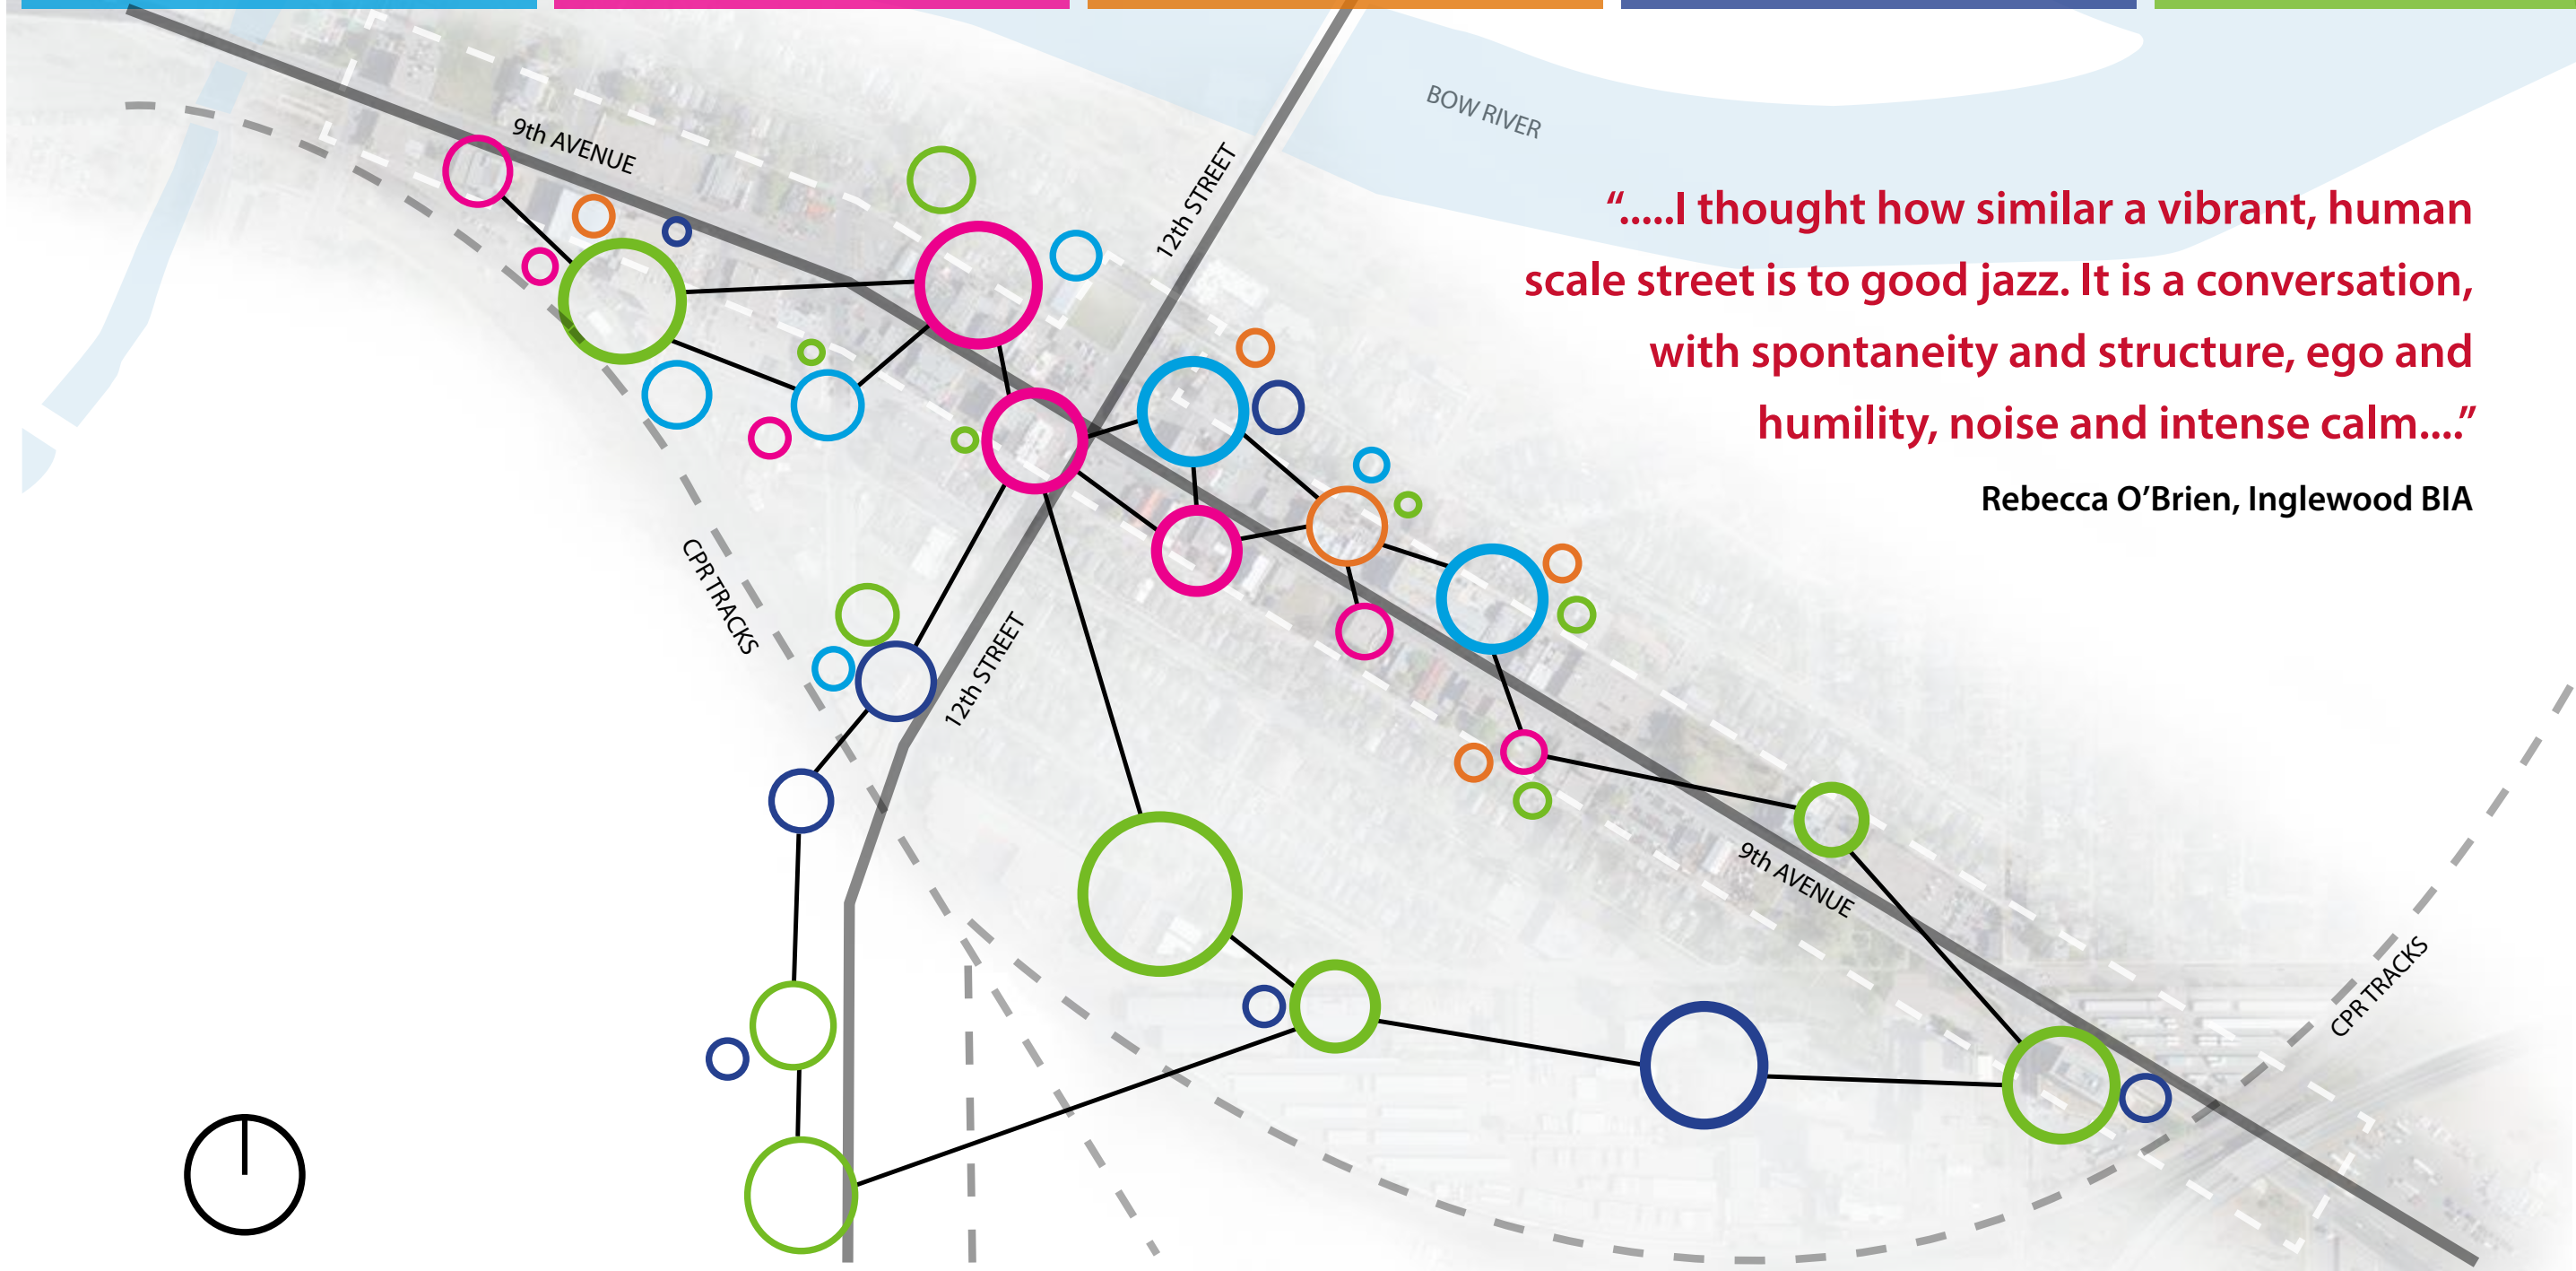 9th AVENUE
BOW RIVER
12th STREET
“.....I thought how similar a vibrant, human
scale street is to good jazz. It is a conversation,
with spontaneity and structure, ego and
humility, noise and intense calm....”
Rebecca O’Brien, Inglewood BIA
CPR TRACKS
12th STREET
9th AVENUE
CPR TRACKS